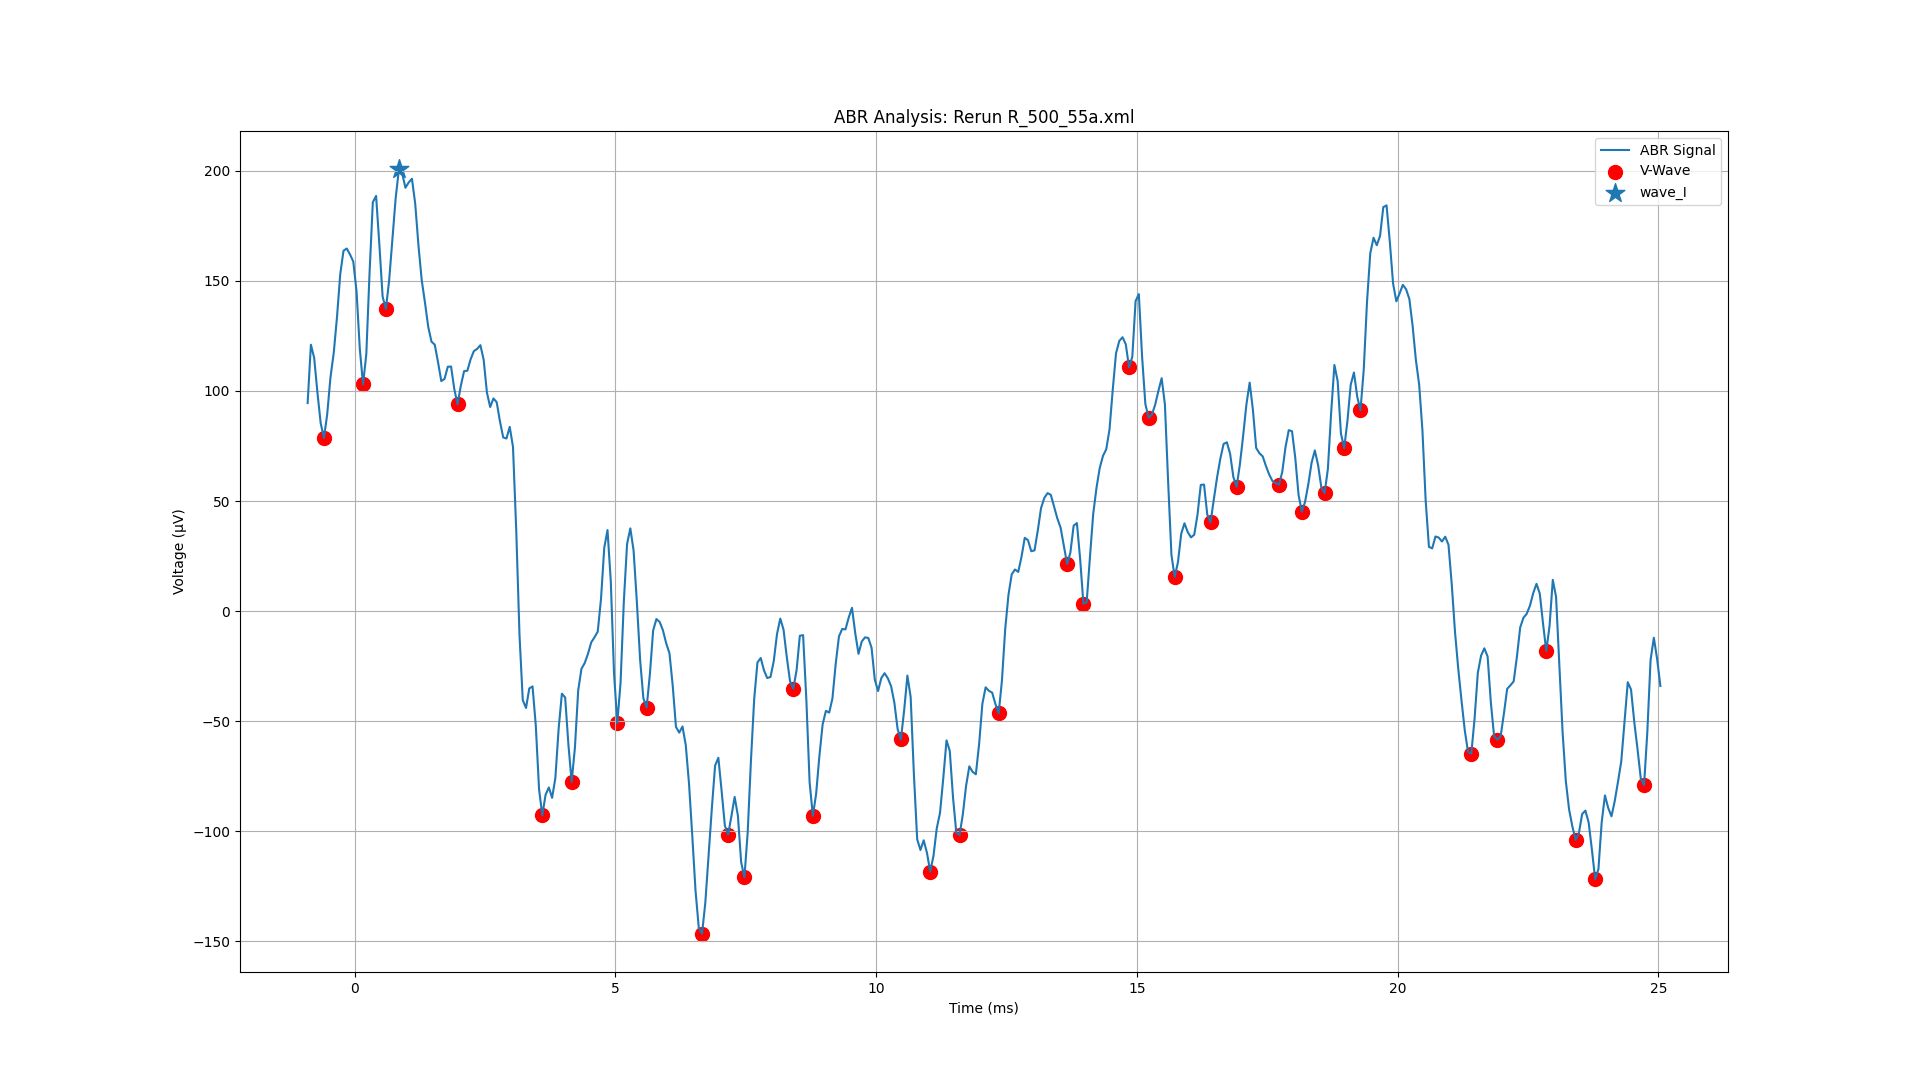 ABR Analysis: Rerun R_500_55a.xml
ABR Signal
V-Wave
wave_I
Voltage (μV)
200
150
100
50
0
−50
−100
−150
0 5 10 15 20 25
Time (ms)